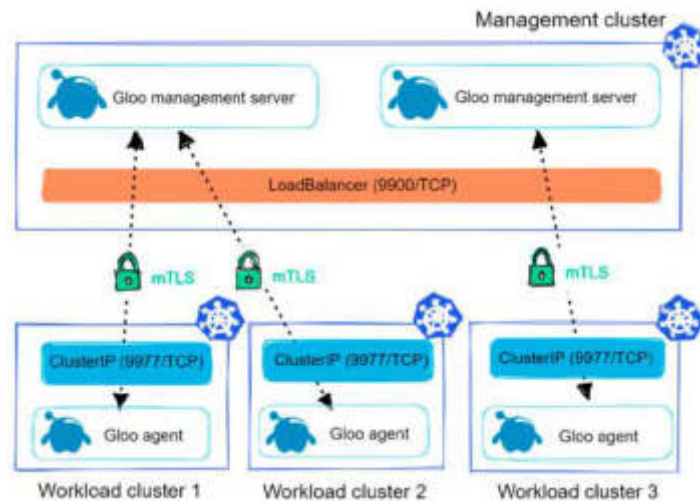 Management cluster
Gloo management server
Gloo management server
LoadBalancer (9900/TCP)
mTLS
mTLS
mTLS
ClusterIP (9977/TCP)
ClusterIP (9977/TCP)
ClusterIP (9977/TCP)
Gloo agent
Gloo agent
Gloo agent
Workload cluster 1
Workload cluster 2
Workload cluster 3